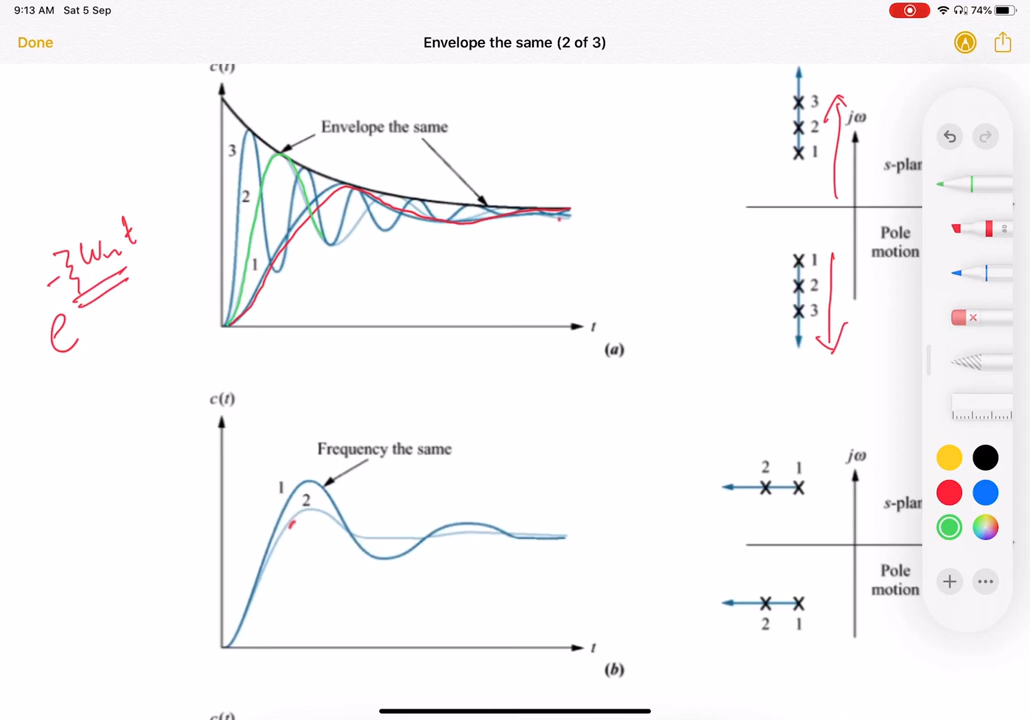 9:13 AM Sat 5 Sep 74%
Done Envelope the same (2 of 3)
c(t)
Envelope the same
3
2
1
t
(a)
3
2
1
jω
s-plan
Pole
motion
1
2
3
e^-ζωnt
c(t)
Frequency the same
1
2
t
(b)
2 1
jω
s-plan
Pole
motion
2 1
c(t)